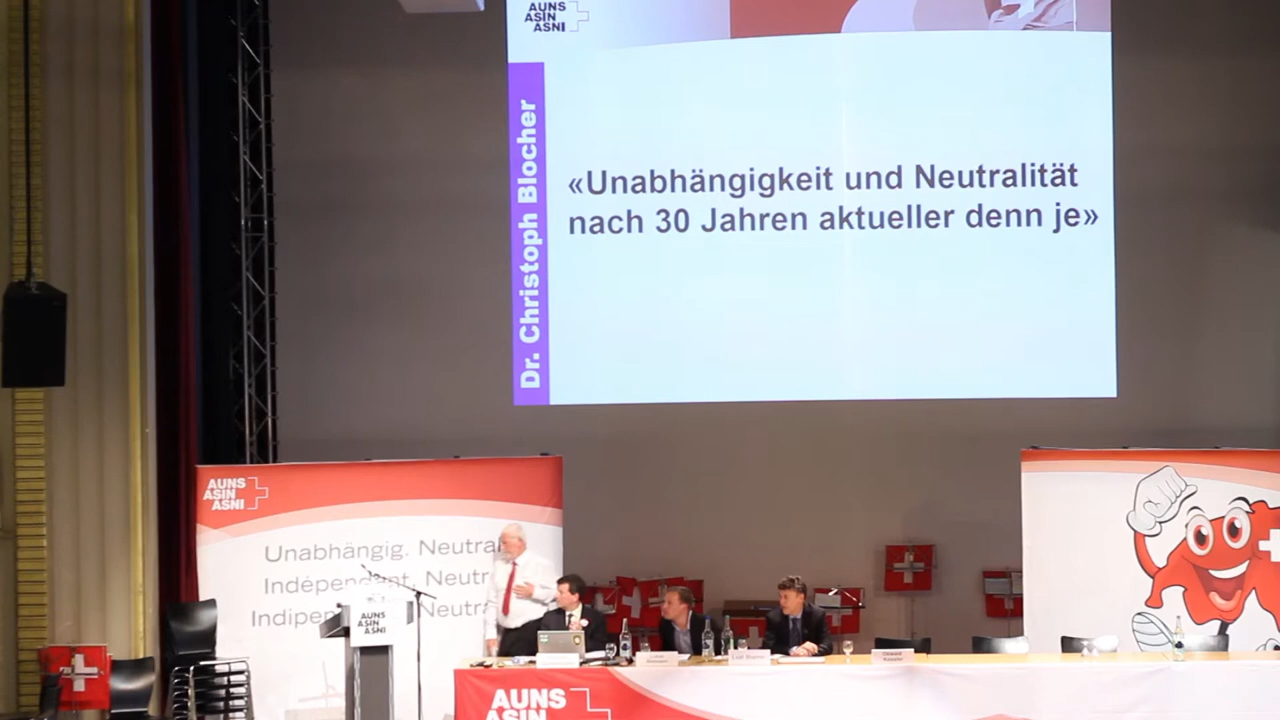 AUNS
ASIN
ASNI
Dr. Christoph Blocher
«Unabhängigkeit und Neutralität
nach 30 Jahren aktueller denn je»
AUNS
ASIN
ASNI
Unabhängig. Neutral
Indépendant. Neutr
Indipen Neutra
AUNS
ASIN
ASNI
AUNS
ASIN